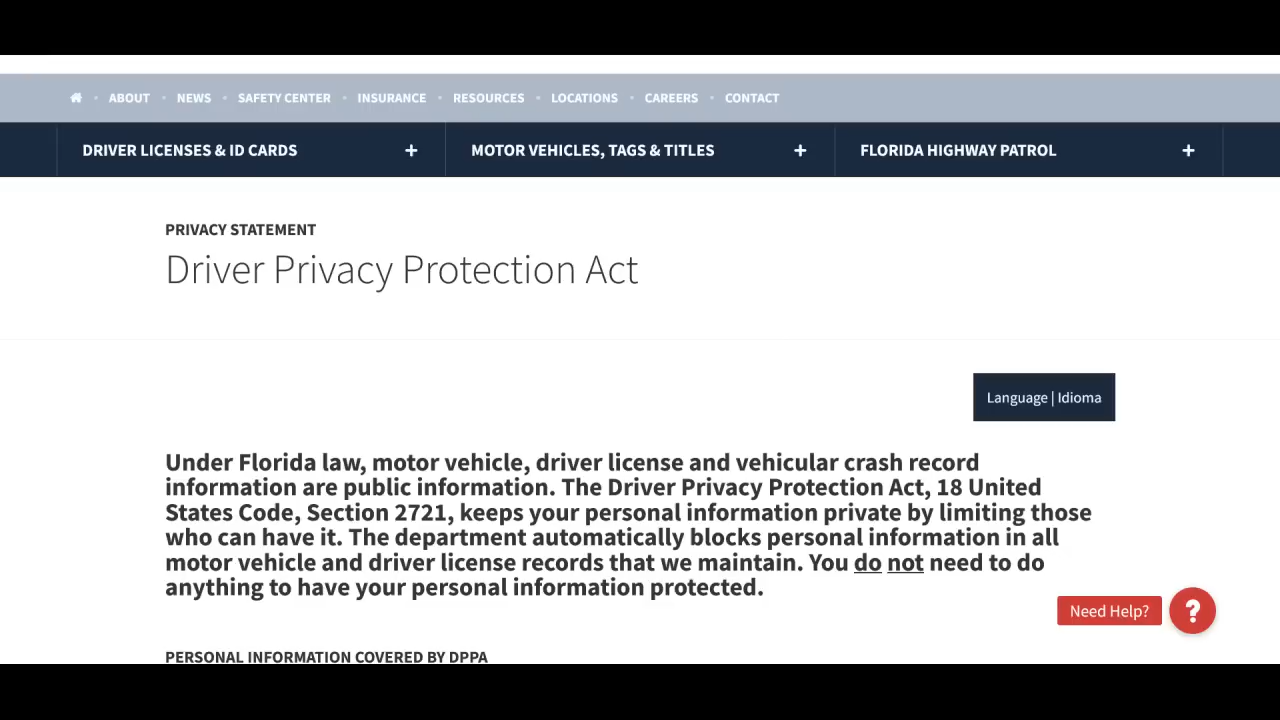 ABOUT NEWS SAFETY CENTER INSURANCE RESOURCES LOCATIONS CAREERS CONTACT
DRIVER LICENSES & ID CARDS + MOTOR VEHICLES, TAGS & TITLES + FLORIDA HIGHWAY PATROL +
PRIVACY STATEMENT
Driver Privacy Protection Act
Language | Idioma
Under Florida law, motor vehicle, driver license and vehicular crash record
information are public information. The Driver Privacy Protection Act, 18 United
States Code, Section 2721, keeps your personal information private by limiting those
who can have it. The department automatically blocks personal information in all
motor vehicle and driver license records that we maintain. You do not need to do
anything to have your personal information protected.
Need Help? ?
PERSONAL INFORMATION COVERED BY DPPA